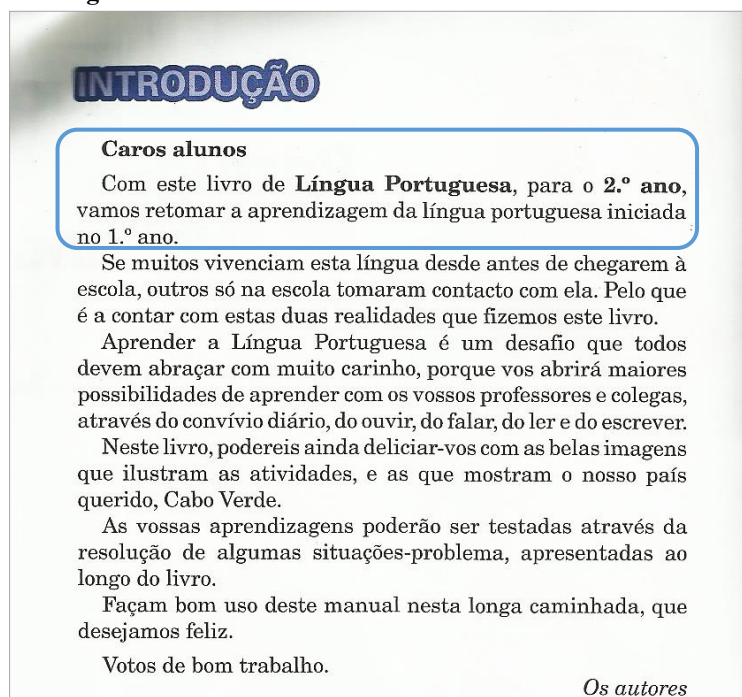 INTRODUÇÃO
Caros alunos
Com este livro de Língua Portuguesa, para o 2.º ano,
vamos retomar a aprendizagem da língua portuguesa iniciada
no 1.º ano.
Se muitos vivenciam esta língua desde antes de chegarem à
escola, outros só na escola tomaram contacto com ela. Pelo que
é a contar com estas duas realidades que fizemos este livro.
Aprender a Língua Portuguesa é um desafio que todos
devem abraçar com muito carinho, porque vos abrirá maiores
possibilidades de aprender com os vossos professores e colegas,
através do convívio diário, do ouvir, do falar, do ler e do escrever.
Neste livro, podereis ainda deliciar-vos com as belas imagens
que ilustram as atividades, e as que mostram o nosso país
querido, Cabo Verde.
As vossas aprendizagens poderão ser testadas através da
resolução de algumas situações-problema, apresentadas ao
longo do livro.
Façam bom uso deste manual nesta longa caminhada, que
desejamos feliz.
Votos de bom trabalho.
Os autores